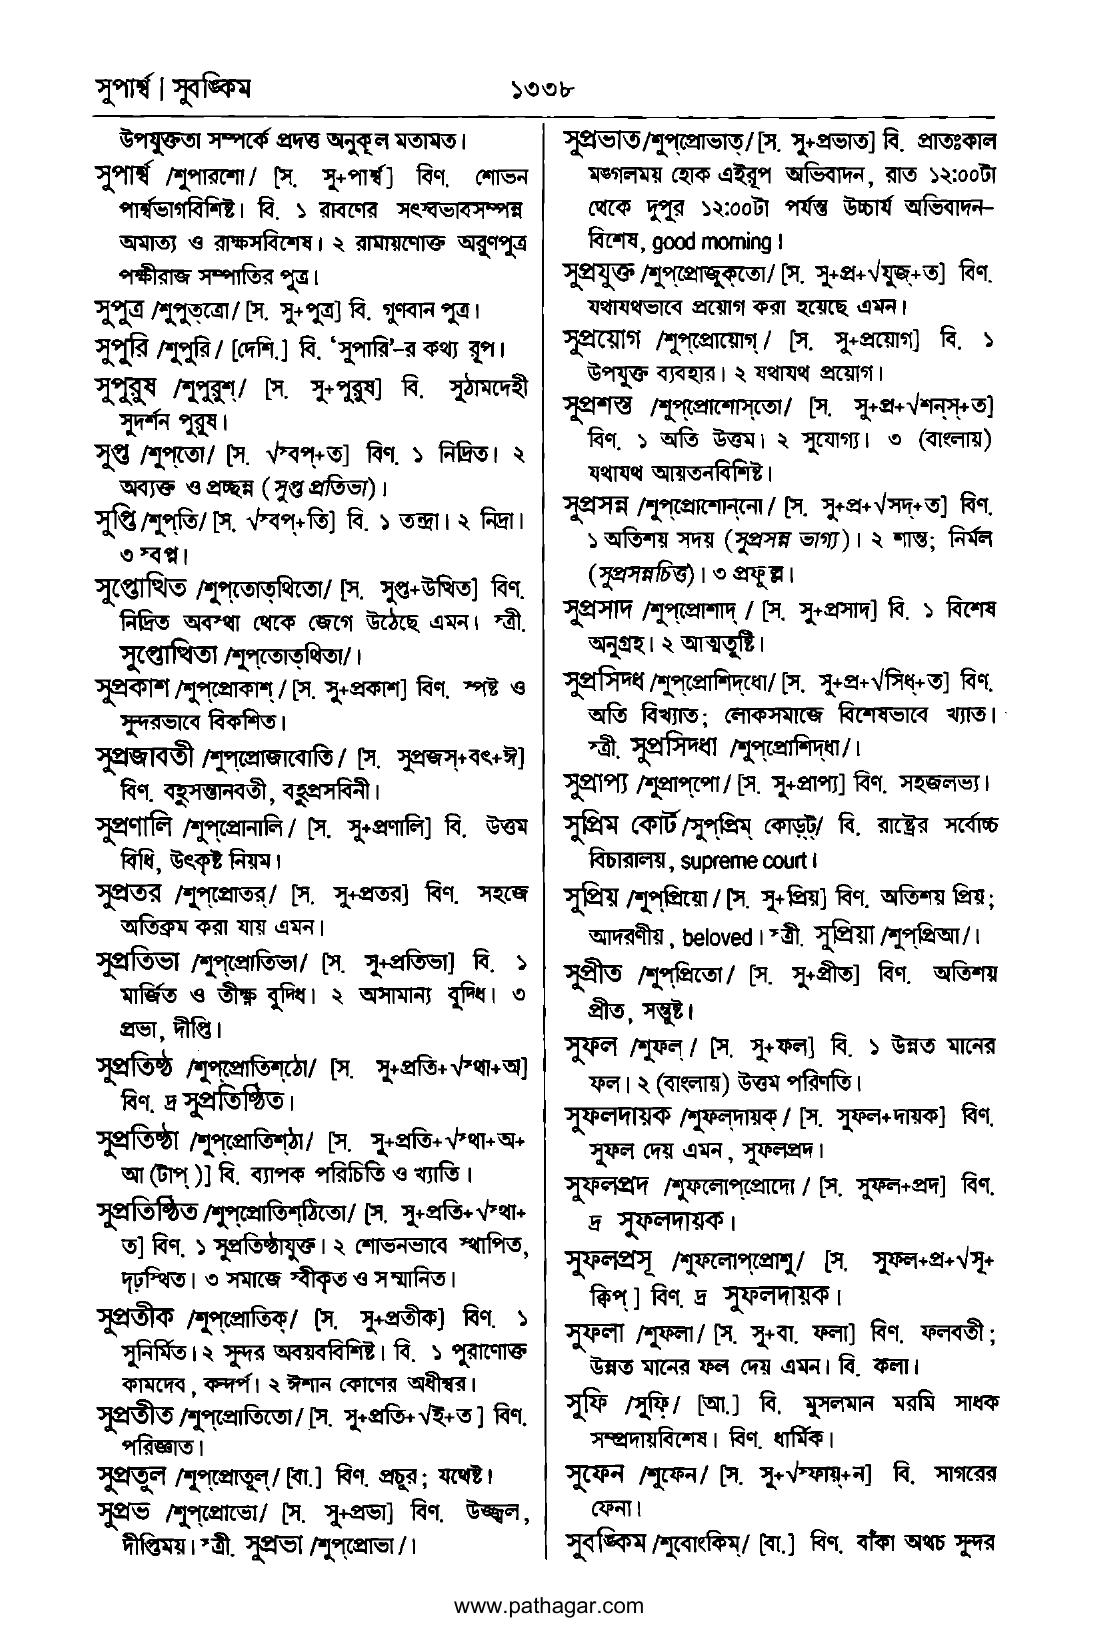 সুপার্শ্ব | সুবঙ্কিম
১৩৩৮
উপযুক্ততা সম্পর্কে প্রদত্ত অনুকূল মতামত।
সুপার্শ্ব /শুপারশো/ [স. সু+পার্শ্ব] বিণ. শোভন
পার্শ্বভাগবিশিষ্ট। বি. ১ রাবণের সৎস্বভাবসম্পন্ন
অমাত্য ও রাক্ষসবিশেষ। ২ রামায়ণোক্ত অরুণপুত্র
পক্ষীরাজ সম্পাতির পুত্র।
সুপুত্র /শুপুত্‌ত্রো/ [স. সু+পুত্র] বি. গুণবান পুত্র।
সুপুরি /শুপুরি/ [দেশি.] বি. ‘সুপারি’–র কথ্য রূপ।
সুপুরুষ /শুপুরুশ্/ [স. সু+পুরুষ] বি. সুঠামদেহী
সুদর্শন পুরুষ।
সুপ্ত /শুপ্‌তো/ [স. √স্বপ্+ত] বিণ. ১ নিদ্রিত। ২
অব্যক্ত ও প্রচ্ছন্ন (সুপ্ত প্রতিভা)।
সুপ্তি /শুপ্‌তি/ [স. √স্বপ্+তি] বি. ১ তন্দ্রা। ২ নিদ্রা।
৩ স্বপ্ন।
সুপ্তোত্থিত /শুপ্‌তোত্‌থিতো/ [স. সুপ্ত+উত্থিত] বিণ.
নিদ্রিত অবস্থা থেকে জেগে উঠেছে এমন। স্ত্রী.
সুপ্তোত্থিতা /শুপ্‌তোত্‌থিতা/।
সুপ্রকাশ /শুপ্‌প্রোকাশ্/ [স. সু+প্রকাশ] বিণ. স্পষ্ট ও
সুন্দরভাবে বিকশিত।
সুপ্রজাবতী /শুপ্‌প্রোজাবোতি/ [স. সুপ্রজস্+বৎ+ঈ]
বিণ. বহুসন্তানবতী, বহুপ্রসবিনী।
সুপ্রণালি /শুপ্‌প্রোনালি/ [স. সু+প্রণালি] বি. উত্তম
বিধি, উৎকৃষ্ট নিয়ম।
সুপ্রতর /শুপ্‌প্রোতর্/ [স. সু+প্রতর] বিণ. সহজে
অতিক্রম করা যায় এমন।
সুপ্রতিভা /শুপ্‌প্রোতিভা/ [স. সু+প্রতিভা] বি. ১
মার্জিত ও তীক্ষ্ণ বুদ্ধি। ২ অসামান্য বুদ্ধি। ৩
প্রভা, দীপ্তি।
সুপ্রতিষ্ঠ /শুপ্‌প্রোতিশ্‌ঠো/ [স. সু+প্রতি+√স্থা+অ]
বিণ. দ্র সুপ্রতিষ্ঠিত।
সুপ্রতিষ্ঠা /শুপ্‌প্রোতিশ্‌ঠা/ [স. সু+প্রতি+√স্থা+অ+
আ (টাপ্)] বি. ব্যাপক পরিচিতি ও খ্যাতি।
সুপ্রতিষ্ঠিত /শুপ্‌প্রোতিশ্‌ঠিতো/ [স. সু+প্রতি+√স্থা+
ত] বিণ. ১ সুপ্রতিষ্ঠাযুক্ত। ২ শোভনভাবে স্থাপিত,
দৃঢ়স্থিত। ৩ সমাজে স্বীকৃত ও সম্মানিত।
সুপ্রতীক /শুপ্‌প্রোতিক্/ [স. সু+প্রতীক] বিণ. ১
সুনির্মিত। ২ সুন্দর অবয়ববিশিষ্ট। বি. ১ পুরাণোক্ত
কামদেব, কন্দর্প। ২ ঈশান কোণের অধীশ্বর।
সুপ্রতীত /শুপ্‌প্রোতিতো/ [স. সু+প্রতি+√ই+ত] বিণ.
পরিজ্ঞাত।
সুপ্রতুল /শুপ্‌প্রোতুল্/ [বা.] বিণ. প্রচুর; যথেষ্ট।
সুপ্রভ /শুপ্‌প্রোভো/ [স. সু+প্রভা] বিণ. উজ্জ্বল,
দীপ্তিময়। স্ত্রী. সুপ্রভা /শুপ্‌প্রোভা/।
সুপ্রভাত /শুপ্‌প্রোভাত্/ [স. সু+প্রভাত] বি. প্রাতঃকাল
মঙ্গলময় হোক এইরূপ অভিবাদন, রাত ১২:০০টা
থেকে দুপুর ১২:০০টা পর্যন্ত উচ্চার্য অভিবাদন–
বিশেষ, good morning।
সুপ্রযুক্ত /শুপ্‌প্রোজুক্‌তো/ [স. সু+প্র+√যুজ্+ত] বিণ.
যথাযথভাবে প্রয়োগ করা হয়েছে এমন।
সুপ্রয়োগ /শুপ্‌প্রোয়োগ্/ [স. সু+প্রয়োগ] বি. ১
উপযুক্ত ব্যবহার। ২ যথাযথ প্রয়োগ।
সুপ্রশস্ত /শুপ্‌প্রোশোস্‌তো/ [স. সু+প্র+√শন্‌স্+ত]
বিণ. ১ অতি উত্তম। ২ সুযোগ্য। ৩ (বাংলায়)
যথাযথ আয়তনবিশিষ্ট।
সুপ্রসন্ন /শুপ্‌প্রোশোন্‌নো/ [স. সু+প্র+√সদ্+ত] বিণ.
১ অতিশয় সদয় (সুপ্রসন্ন ভাগ্য)। ২ শান্ত; নির্মল
(সুপ্রসন্নচিত্ত)। ৩ প্রফুল্ল।
সুপ্রসাদ /শুপ্‌প্রোশাদ্/ [স. সু+প্রসাদ] বি. ১ বিশেষ
অনুগ্রহ। ২ আত্মতুষ্টি।
সুপ্রসিদ্ধ /শুপ্‌প্রোশিদ্‌ধো/ [স. সু+প্র+√সিধ্+ত] বিণ.
অতি বিখ্যাত; লোকসমাজে বিশেষভাবে খ্যাত।
স্ত্রী. সুপ্রসিদ্ধা /শুপ্‌প্রোশিদ্‌ধা/।
সুপ্রাপ্য /শুপ্রাপ্‌পো/ [স. সু+প্রাপ্য] বিণ. সহজলভ্য।
সুপ্রিম কোর্ট /সুপ্‌প্রিম্ কোর্‌ট্/ বি. রাষ্ট্রের সর্বোচ্চ
বিচারালয়, supreme court।
সুপ্রিয় /শুপ্‌প্রিয়ো/ [স. সু+প্রিয়] বিণ. অতিশয় প্রিয়;
আদরণীয়, beloved। স্ত্রী. সুপ্রিয়া /শুপ্‌প্রিআ/।
সুপ্রীত /শুপ্‌প্রিতো/ [স. সু+প্রীত] বিণ. অতিশয়
প্রীত, সন্তুষ্ট।
সুফল /শুফল্/ [স. সু+ফল] বি. ১ উন্নত মানের
ফল। ২ (বাংলায়) উত্তম পরিণতি।
সুফলদায়ক /শুফল্‌দায়ক্/ [স. সুফল+দায়ক] বিণ.
সুফল দেয় এমন, সুফলপ্রদ।
সুফলপ্রদ /শুফলোপ্‌প্রোদো/ [স. সুফল+প্রদ] বিণ.
দ্র সুফলদায়ক।
সুফলপ্রসূ /শুফলোপ্‌প্রোশু/ [স. সুফল+প্র+√সূ+
ক্বিপ্] বিণ. দ্র সুফলদায়ক।
সুফলা /শুফলা/ [স. সু+বা. ফলা] বিণ. ফলবতী;
উন্নত মানের ফল দেয় এমন। বি. কলা।
সুফি /সুফি/ [আ.] বি. মুসলমান মরমি সাধক
সম্প্রদায়বিশেষ। বিণ. ধার্মিক।
সুফেন /শুফেন/ [স. সু+√স্ফায়্+ন] বি. সাগরের
ফেনা।
সুবঙ্কিম /শুবোংকিম্/ [বা.] বিণ. বাঁকা অথচ সুন্দর
www.pathagar.com